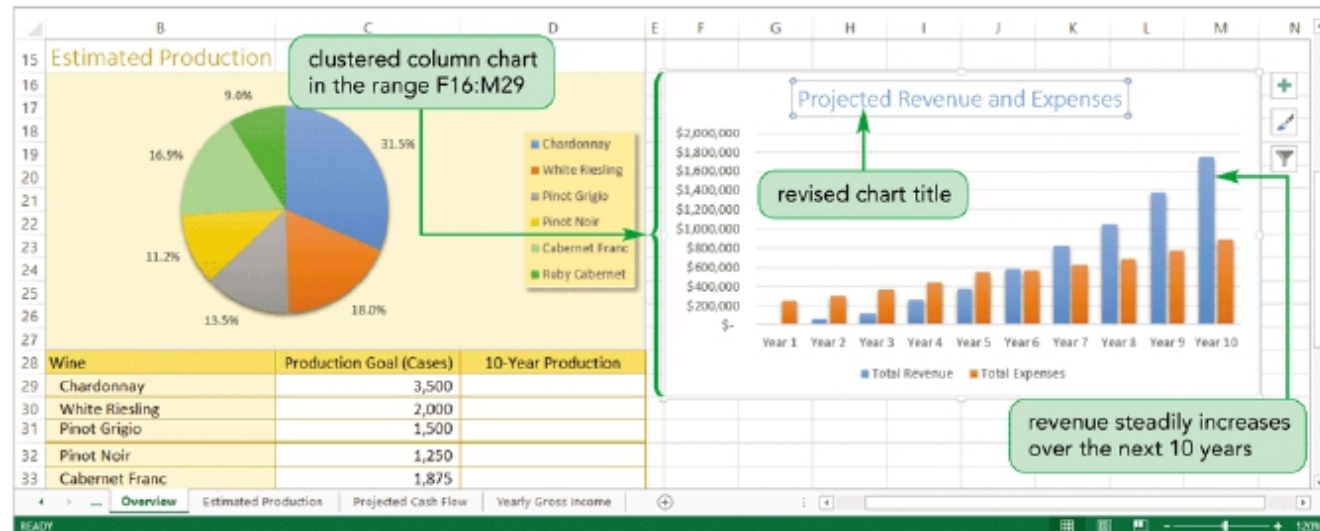 B C D E F G H I J K L M N
15 Estimated Production
clustered column chart
in the range F16:M29
16
17
18
19
20
21
22
23
24
25
26
27
9.0%
31.5%
16.9%
11.2%
13.5%
18.0%
Chardonnay
White Riesling
Pinot Grigio
Pinot Noir
Cabernet Franc
Ruby Cabernet
Projected Revenue and Expenses
revised chart title
$2,000,000
$1,800,000
$1,600,000
$1,400,000
$1,200,000
$1,000,000
$800,000
$600,000
$400,000
$200,000
$-
Year 1 Year 2 Year 3 Year 4 Year 5 Year 6 Year 7 Year 8 Year 9 Year 10
Total Revenue Total Expenses
revenue steadily increases
over the next 10 years
28 Wine Production Goal (Cases) 10-Year Production
29 Chardonnay 3,500
30 White Riesling 2,000
31 Pinot Grigio 1,500
32 Pinot Noir 1,250
33 Cabernet Franc 1,875
... Overview Estimated Production Projected Cash Flow Yearly Gross Income
READY 120%